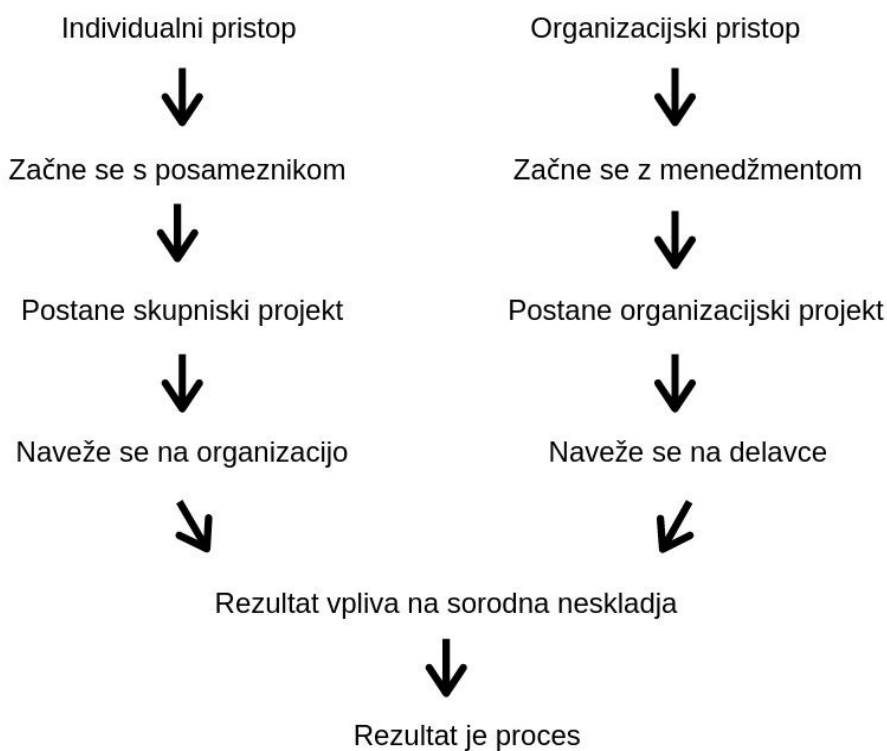 Individualni pristop
Organizacijski pristop
Začne se s posameznikom
Začne se z menedžmentom
Postane skupniski projekt
Postane organizacijski projekt
Naveže se na organizacijo
Naveže se na delavce
Rezultat vpliva na sorodna neskladja
Rezultat je proces